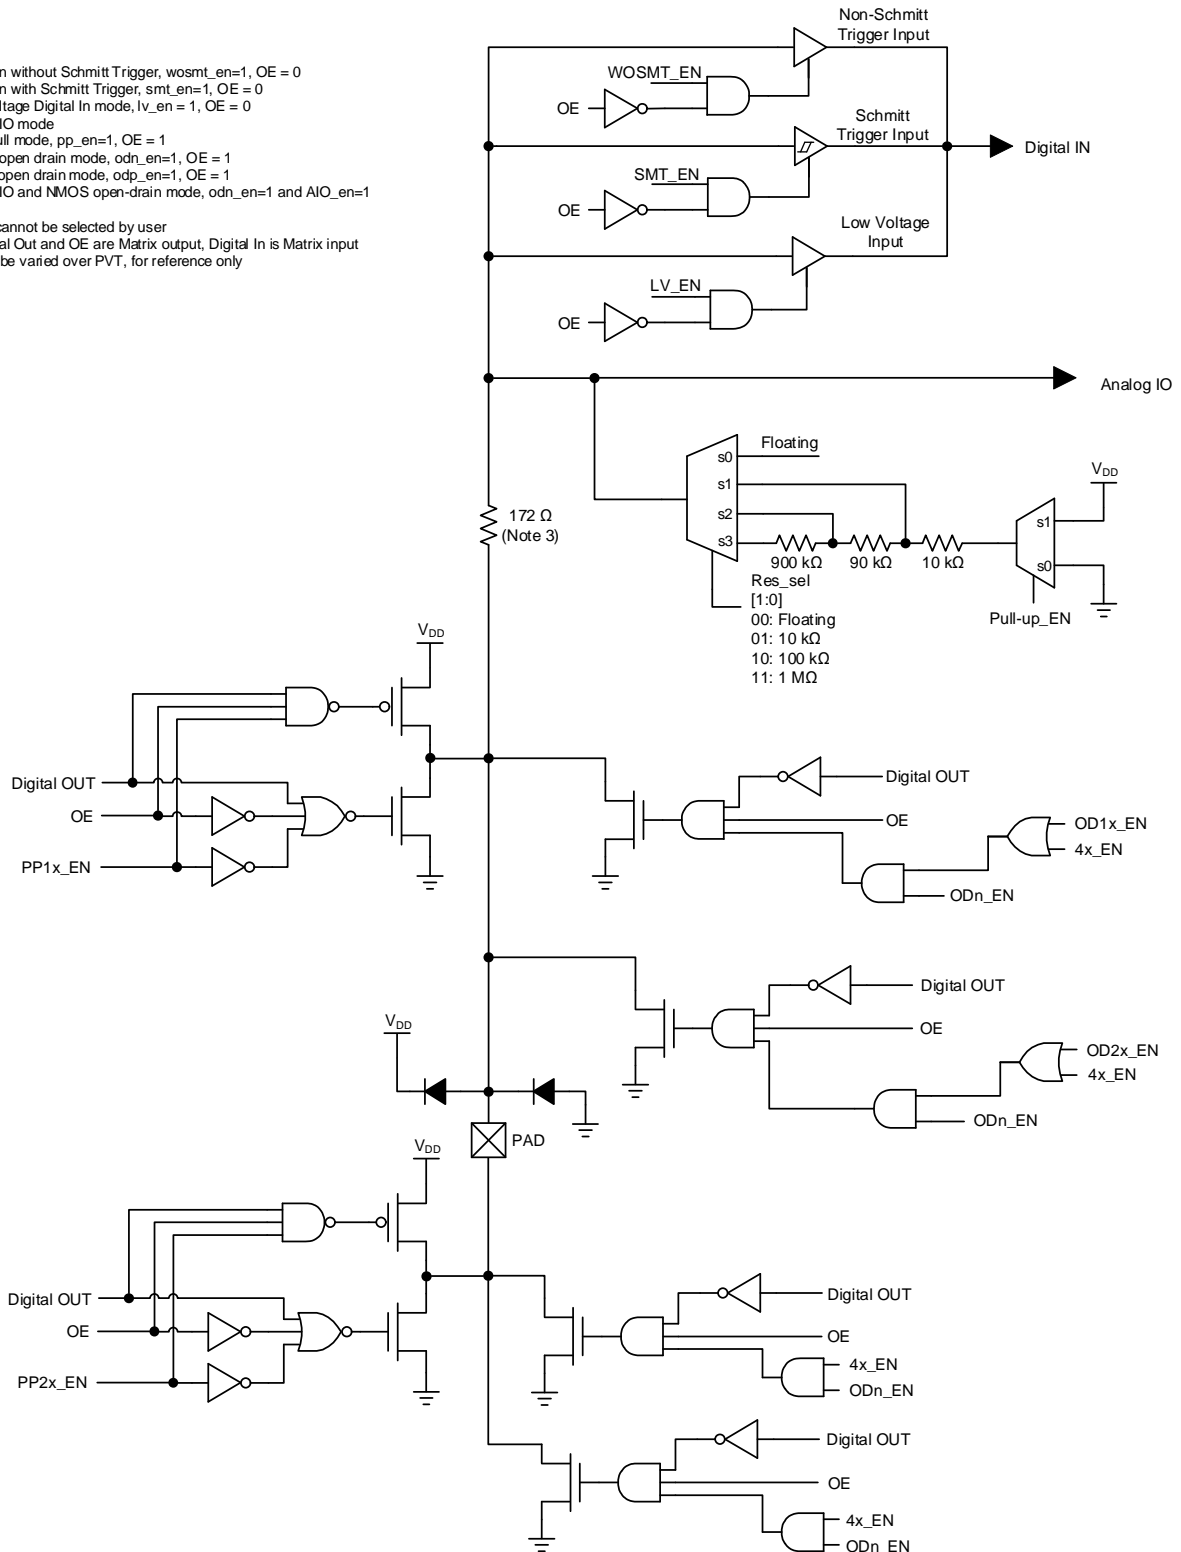 Non-Schmitt
Trigger Input
n without Schmitt Trigger, wosmt_en=1, OE = 0
n with Schmitt Trigger, smt_en=1, OE = 0
ltage Digital In mode, lv_en = 1, OE = 0
IO mode
ull mode, pp_en=1, OE = 1
open drain mode, odn_en=1, OE = 1
open drain mode, odp_en=1, OE = 1
IO and NMOS open-drain mode, odn_en=1 and AIO_en=1
cannot be selected by user
al Out and OE are Matrix output, Digital In is Matrix input
be varied over PVT, for reference only
WOSMT_EN
OE
Schmitt
Trigger Input
Digital IN
SMT_EN
OE
Low Voltage
Input
LV_EN
OE
Analog IO
Floating
s0
s1
s2
s3
VDD
s1
s0
172 Ω
(Note 3)
900 kΩ
90 kΩ
10 kΩ
Res_sel
[1:0]
00: Floating
01: 10 kΩ
10: 100 kΩ
11: 1 MΩ
Pull-up_EN
VDD
Digital OUT
OE
PP1x_EN
Digital OUT
OE
OD1x_EN
4x_EN
ODn_EN
Digital OUT
OE
OD2x_EN
4x_EN
ODn_EN
VDD
PAD
VDD
Digital OUT
OE
PP2x_EN
Digital OUT
OE
4x_EN
ODn_EN
Digital OUT
OE
4x_EN
ODn_EN